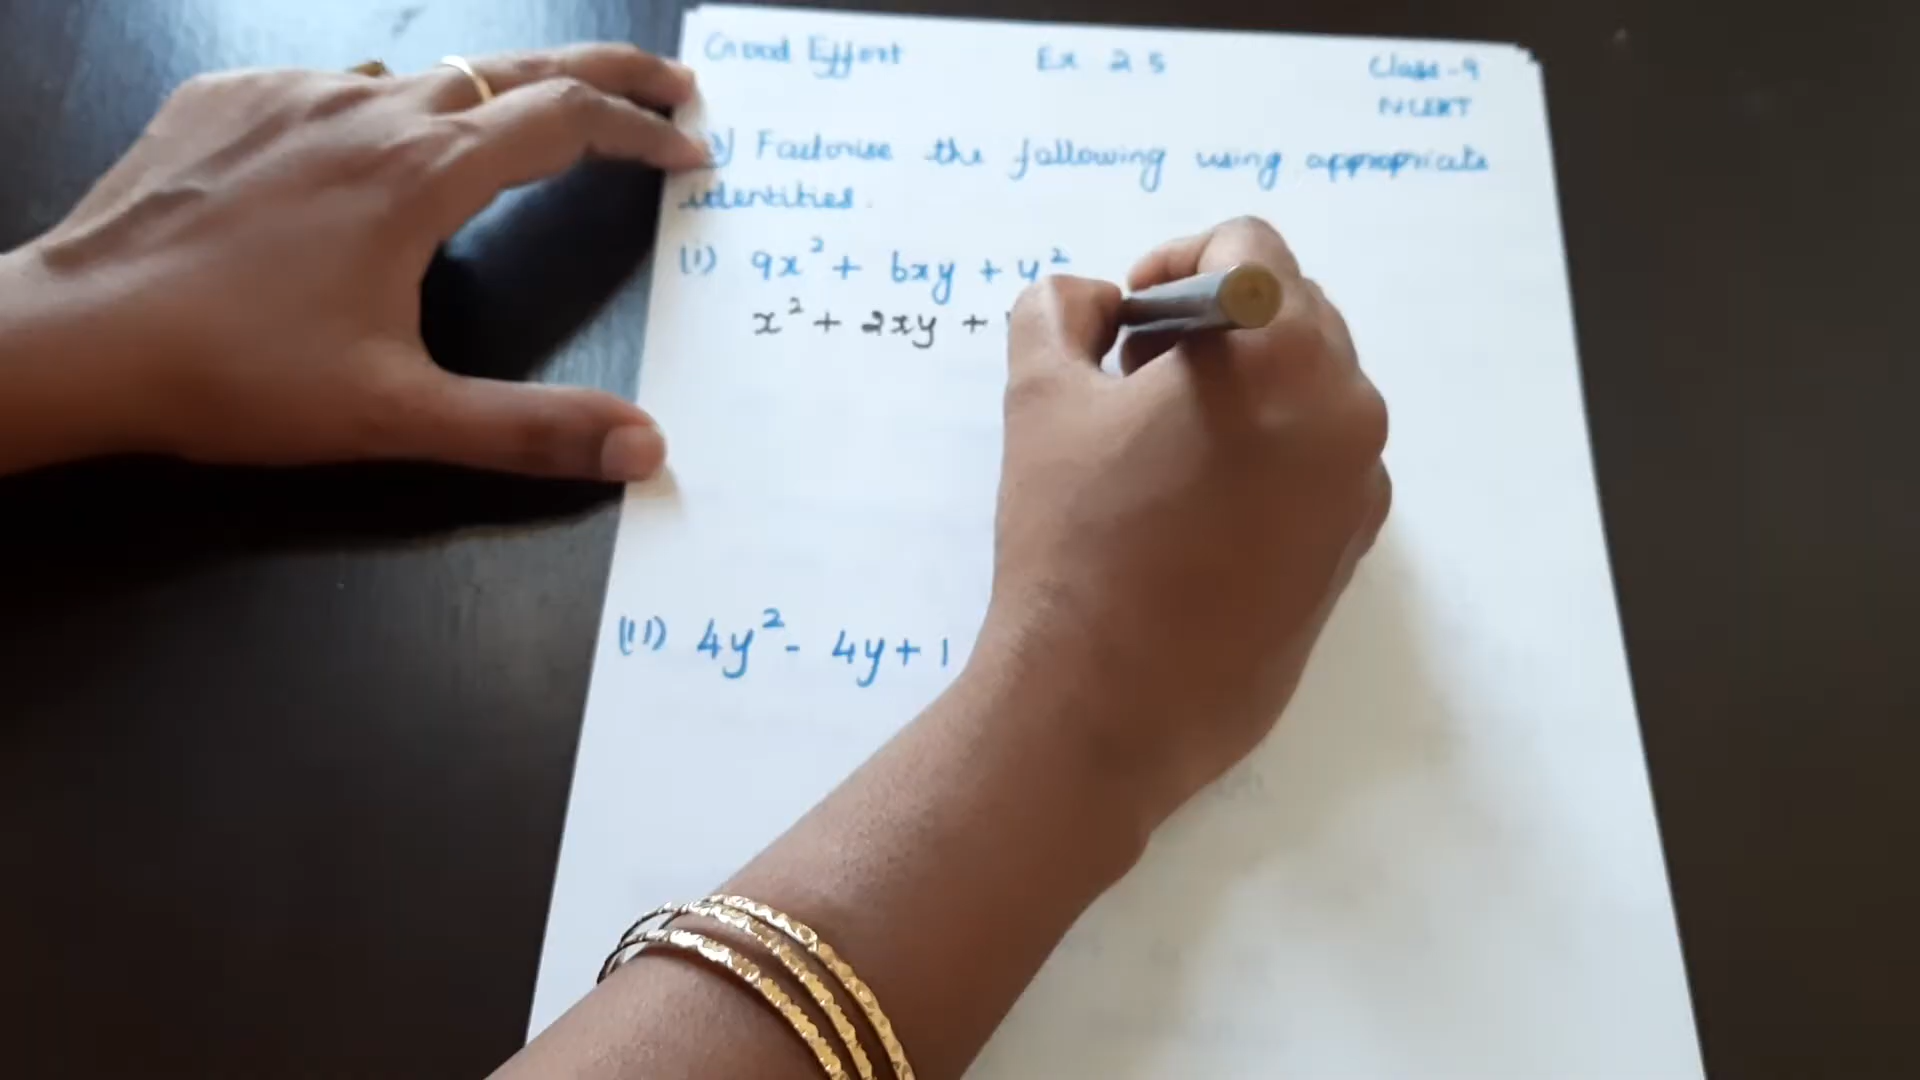 Good Effort Ex 2.5 Class-9
NCERT
3) Factorise the following using appropriate
identities.
(i) 9x² + 6xy + y²
x² + 2xy +
(ii) 4y² - 4y + 1